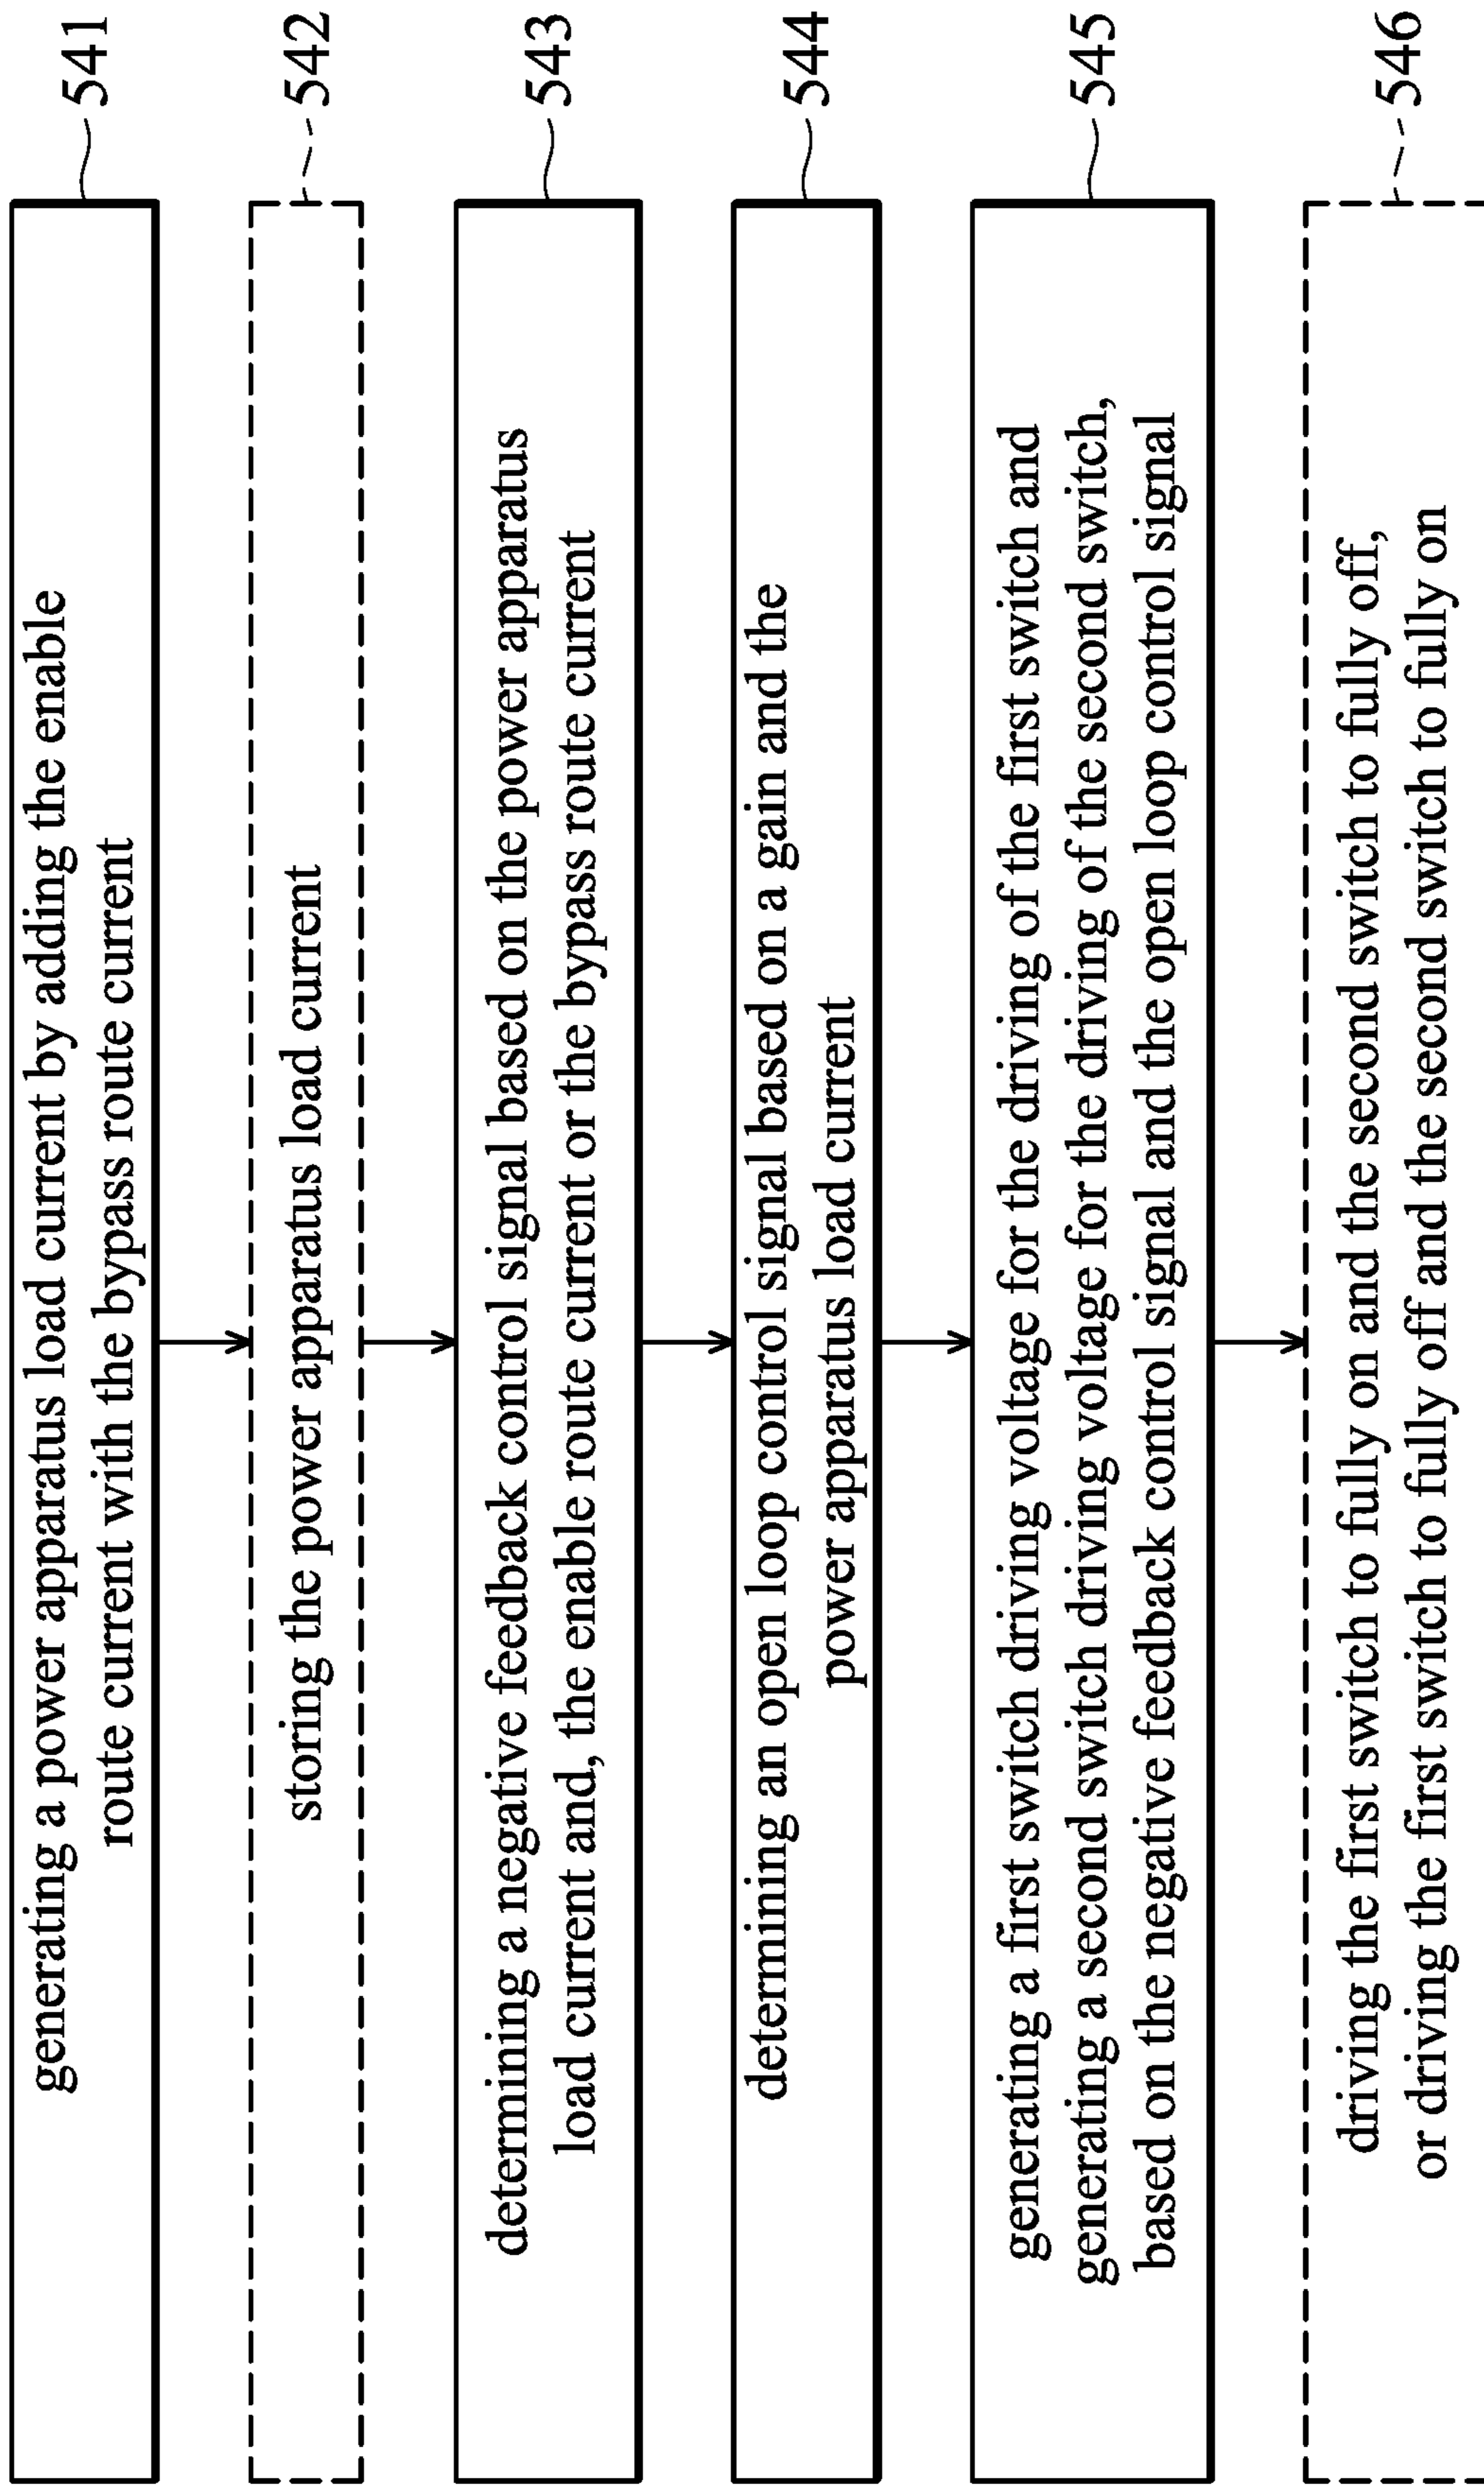 generating a power apparatus load current by adding the enable
route current with the bypass route current
541
storing the power apparatus load current
542
determining a negative feedback control signal based on the power apparatus
load current and, the enable route current or the bypass route current
543
determining an open loop control signal based on a gain and the
power apparatus load current
544
generating a first switch driving voltage for the driving of the first switch and
generating a second switch driving voltage for the driving of the second switch,
based on the negative feedback control signal and the open loop control signal
545
driving the first switch to fully on and the second switch to fully off,
or driving the first switch to fully off and the second switch to fully on
546